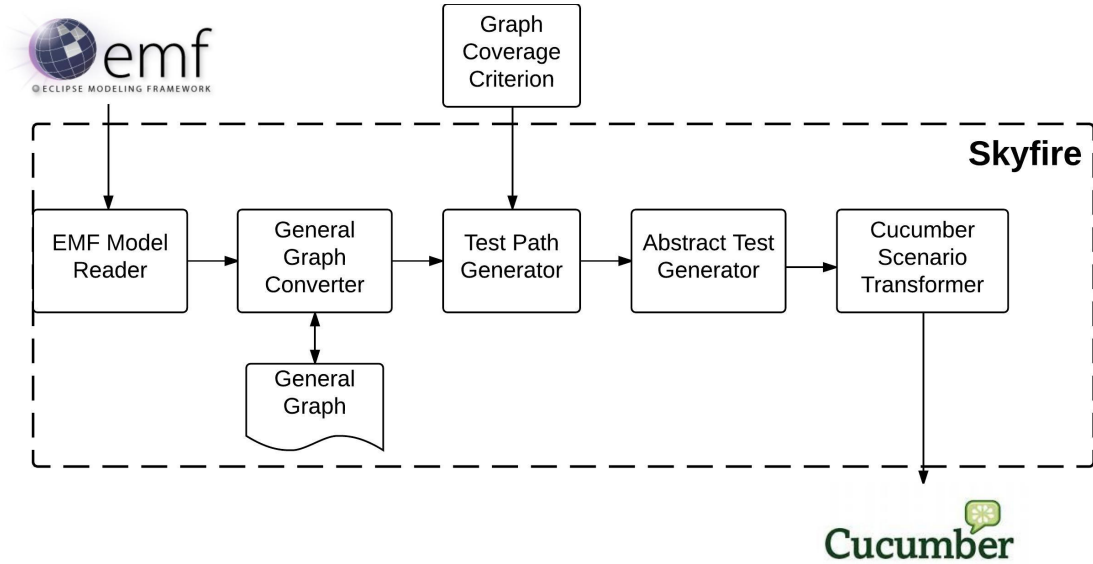 emf
ECLIPSE MODELING FRAMEWORK
Graph
Coverage
Criterion
Skyfire
EMF Model
Reader
General
Graph
Converter
Test Path
Generator
Abstract Test
Generator
Cucumber
Scenario
Transformer
General
Graph
Cucumber